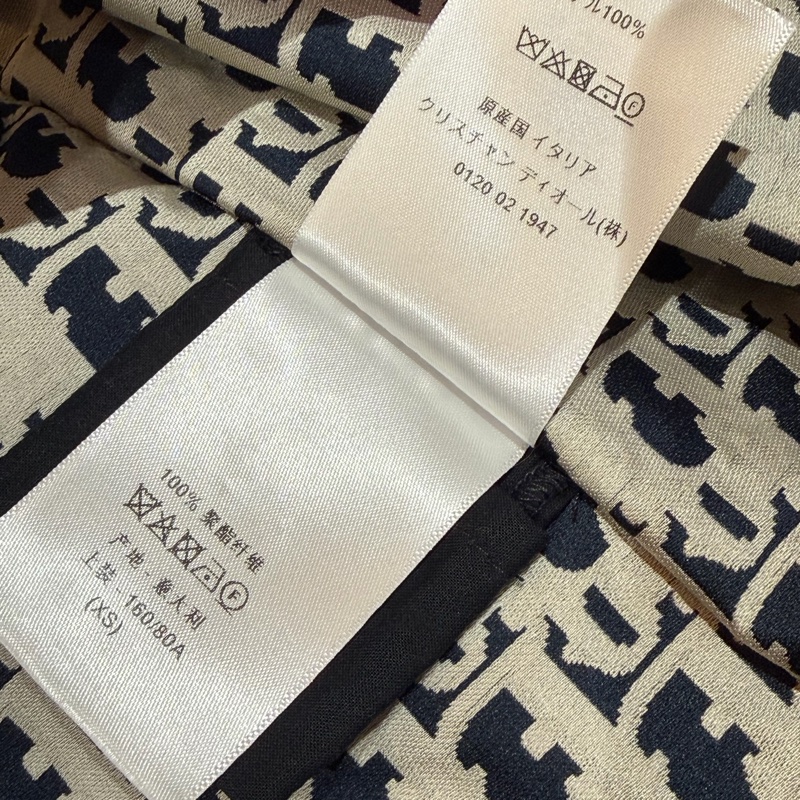 ル100%
F
原産国 イタリア
クリスチャン ディオール(株)
0120 02 1947
100% 聚酯纤维
F
产地 - 意大利
上装 - 160/80A
(XS)